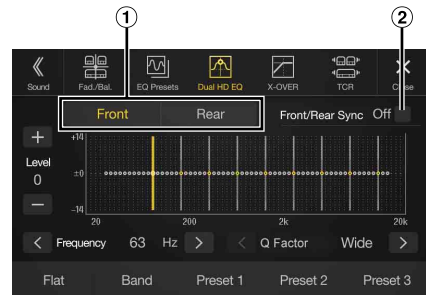 1 2
Sound Fad./Bal. EQ Presets Dual HD EQ X-OVER TCR Close
Front Rear Front/Rear Sync Off
+ +14
Level
0 ±0
− -14
20 200 2k 20k
< Frequency 63 Hz > < Q Factor Wide >
Flat Band Preset 1 Preset 2 Preset 3